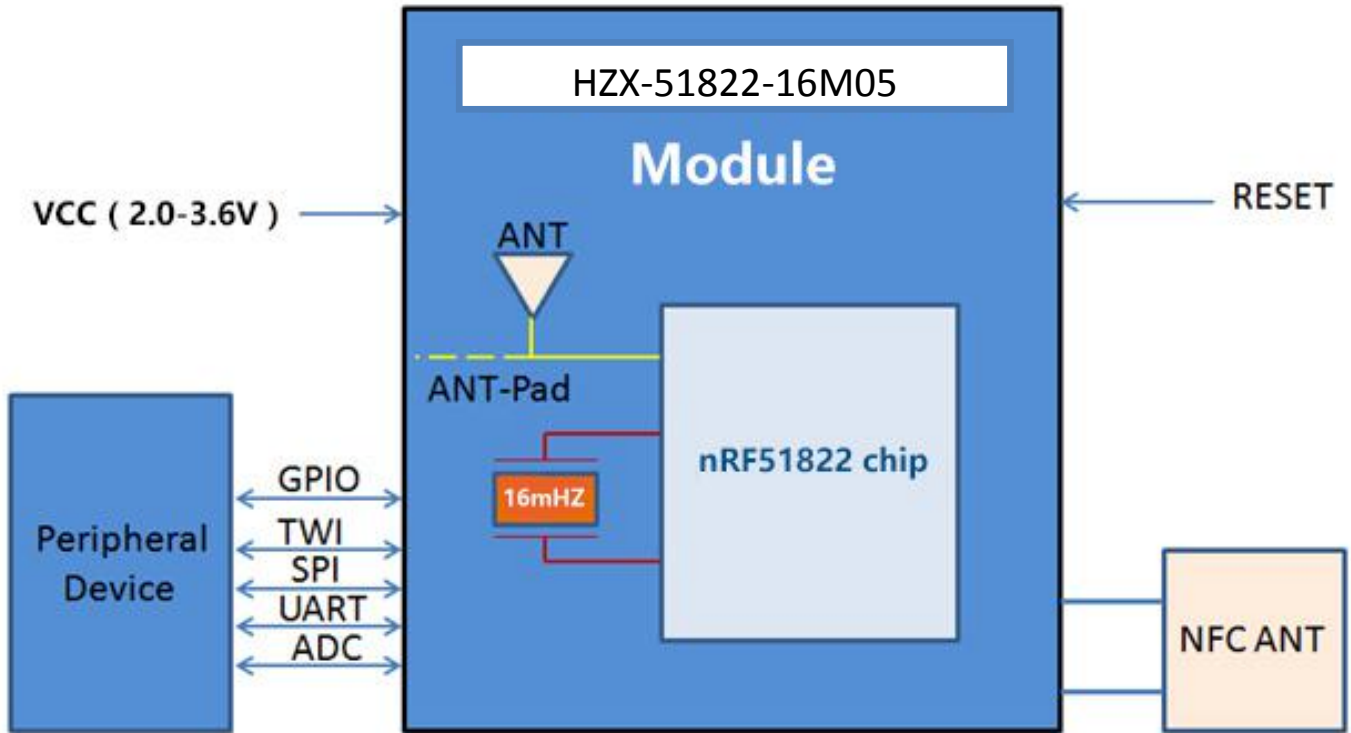 HZX-51822-16M05
Module
VCC ( 2.0-3.6V )
RESET
ANT
ANT-Pad
nRF51822 chip
16mHZ
GPIO
TWI
SPI
UART
ADC
Peripheral
Device
NFC ANT